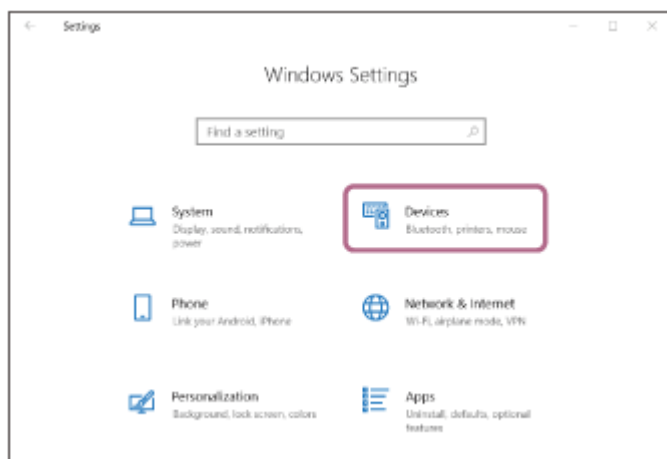 Settings
Windows Settings
Find a setting
System
Display, sound, notifications,
power
Devices
Bluetooth, printers, mouse
Phone
Link your Android, iPhone
Network & Internet
Wi-Fi, airplane mode, VPN
Personalization
Background, lock screen, colors
Apps
Uninstall, defaults, optional
features